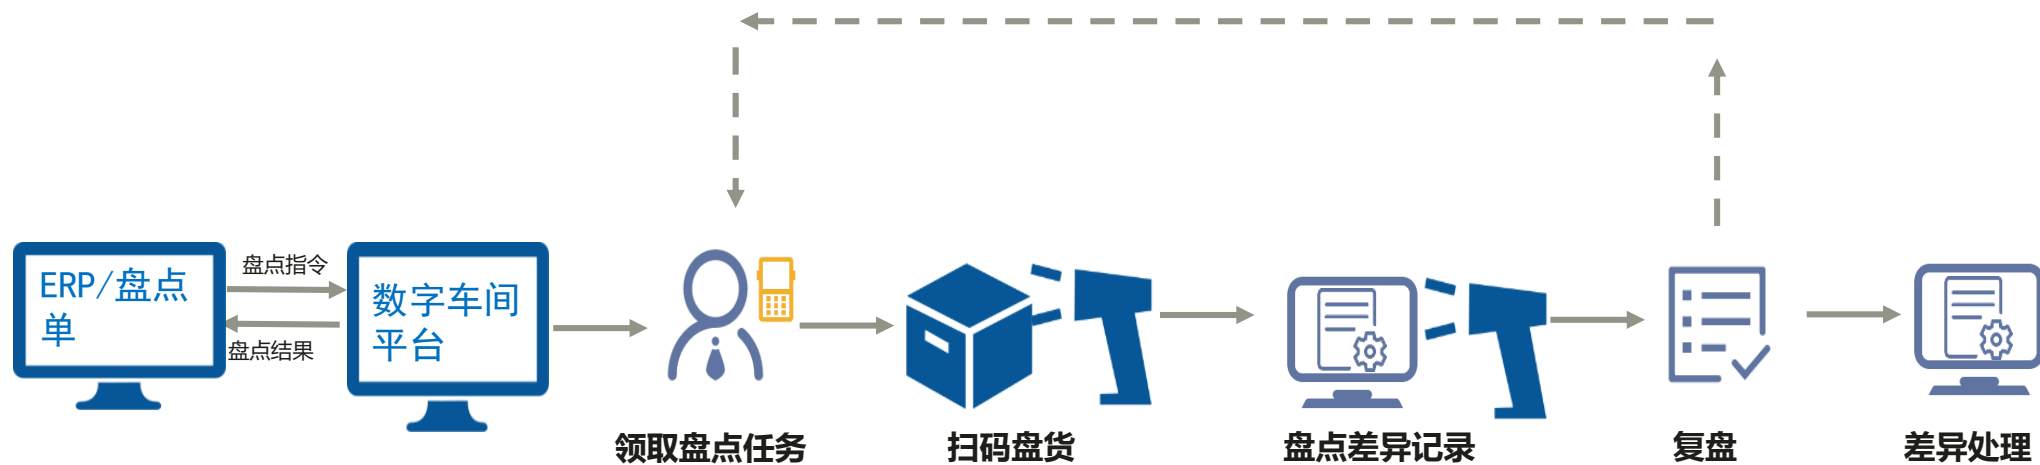 ERP/盘点
单
盘点指令
盘点结果
数字车间
平台
领取盘点任务
扫码盘货
盘点差异记录
复盘
差异处理